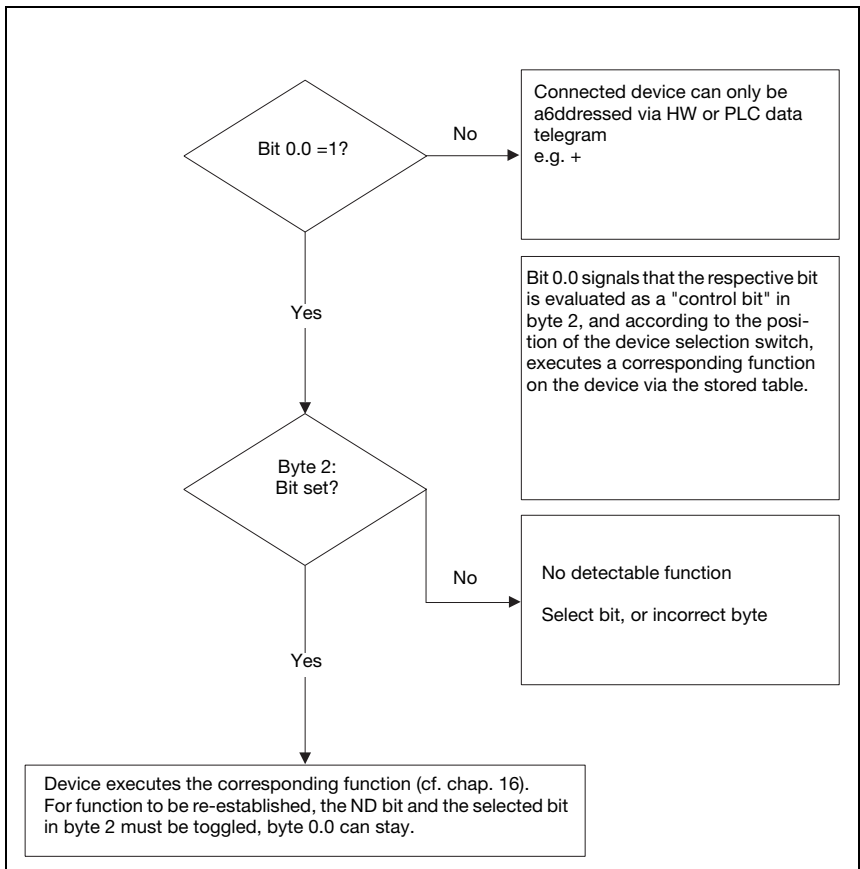 Bit 0.0 =1?
No
Connected device can only be
a6ddressed via HW or PLC data
telegram
e.g. +
Yes
Bit 0.0 signals that the respective bit
is evaluated as a "control bit" in
byte 2, and according to the posi-
tion of the device selection switch,
executes a corresponding function
on the device via the stored table.
Byte 2:
Bit set?
No
No detectable function
Select bit, or incorrect byte
Yes
Device executes the corresponding function (cf. chap. 16).
For function to be re-established, the ND bit and the selected bit
in byte 2 must be toggled, byte 0.0 can stay.